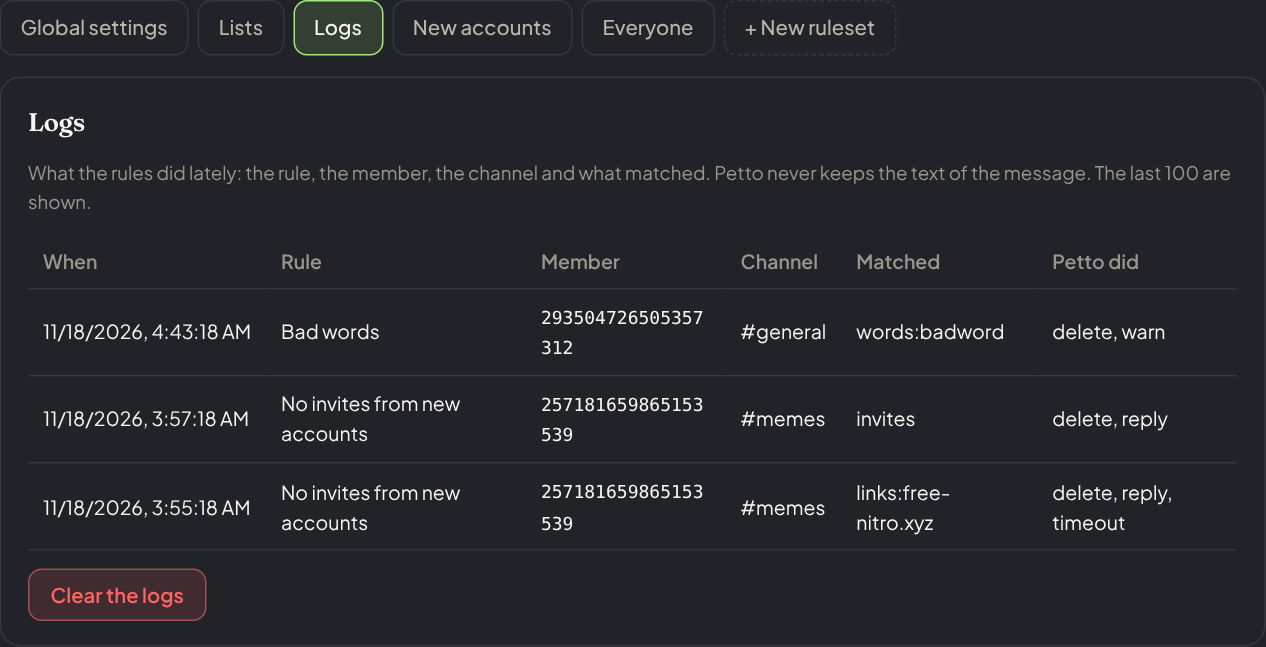 Global settings
Lists
Logs
New accounts
Everyone
+ New ruleset
Logs
What the rules did lately: the rule, the member, the channel and what matched. Petto never keeps the text of the message. The last 100 are
shown.
When Rule Member Channel Matched Petto did
11/18/2026, 4:43:18 AM Bad words 293504726505357 #general words:badword delete, warn
312
11/18/2026, 3:57:18 AM No invites from new 257181659865153 #memes invites delete, reply
accounts 539
11/18/2026, 3:55:18 AM No invites from new 257181659865153 #memes links:free- delete, reply,
accounts 539 nitro.xyz timeout
Clear the logs